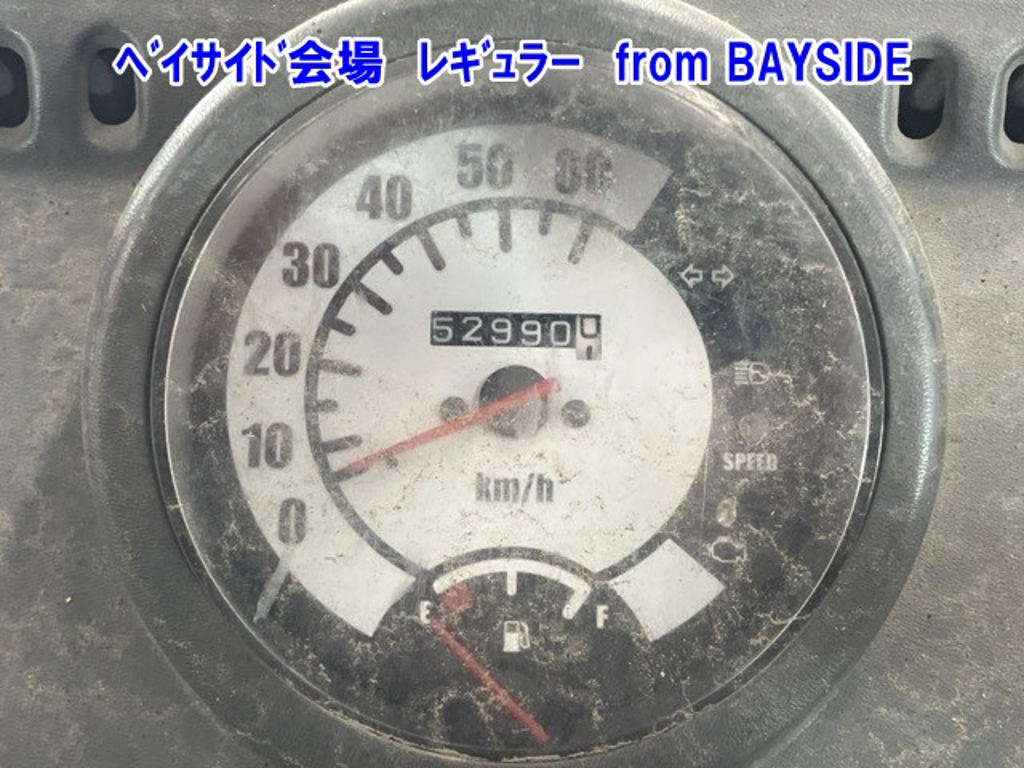 ﾍﾞｲｻｲﾄﾞ会場　ﾚｷﾞｭﾗｰ　from BAYSIDE
50 60
40
30
52990
20
SPEED
10
km/h
0
E F